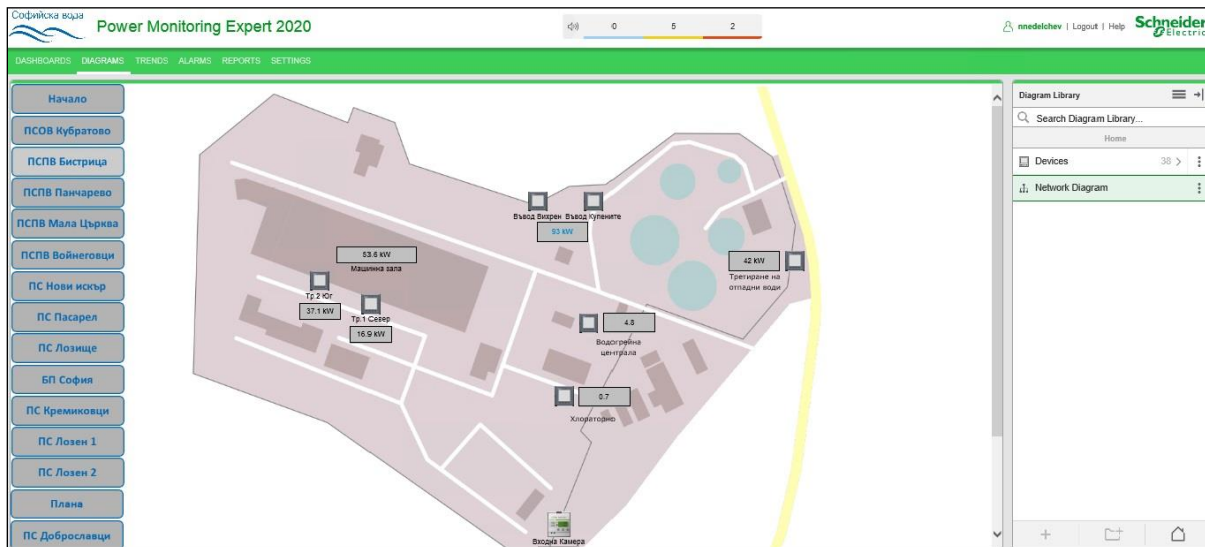 Софийска вода
Power Monitoring Expert 2020
0 5 2
nnedelchev | Logout | Help
Schneider
Electric
DASHBOARDS DIAGRAMS TRENDS ALARMS REPORTS SETTINGS
Начало
ПСОВ Кубратово
ПСПВ Бистрица
ПСПВ Панчарево
ПСПВ Мала Църква
ПСПВ Войнеговци
ПС Нови искър
ПС Пасарел
ПС Лозище
БП София
ПС Кремиковци
ПС Лозен 1
ПС Лозен 2
Плана
ПС Доброславци
Въвод Вихрен Въвод Купените
93 kW
53.6 kW
Машинна зала
Тр.2 Юг
37.1 kW
Тр.1 Север
16.9 kW
42 kW
Третиране на
отпадни води
4.8
Водогрейна
централа
0.7
Хлораторно
Входна Камера
Diagram Library
Search Diagram Library...
Home
Devices 38 >
Network Diagram